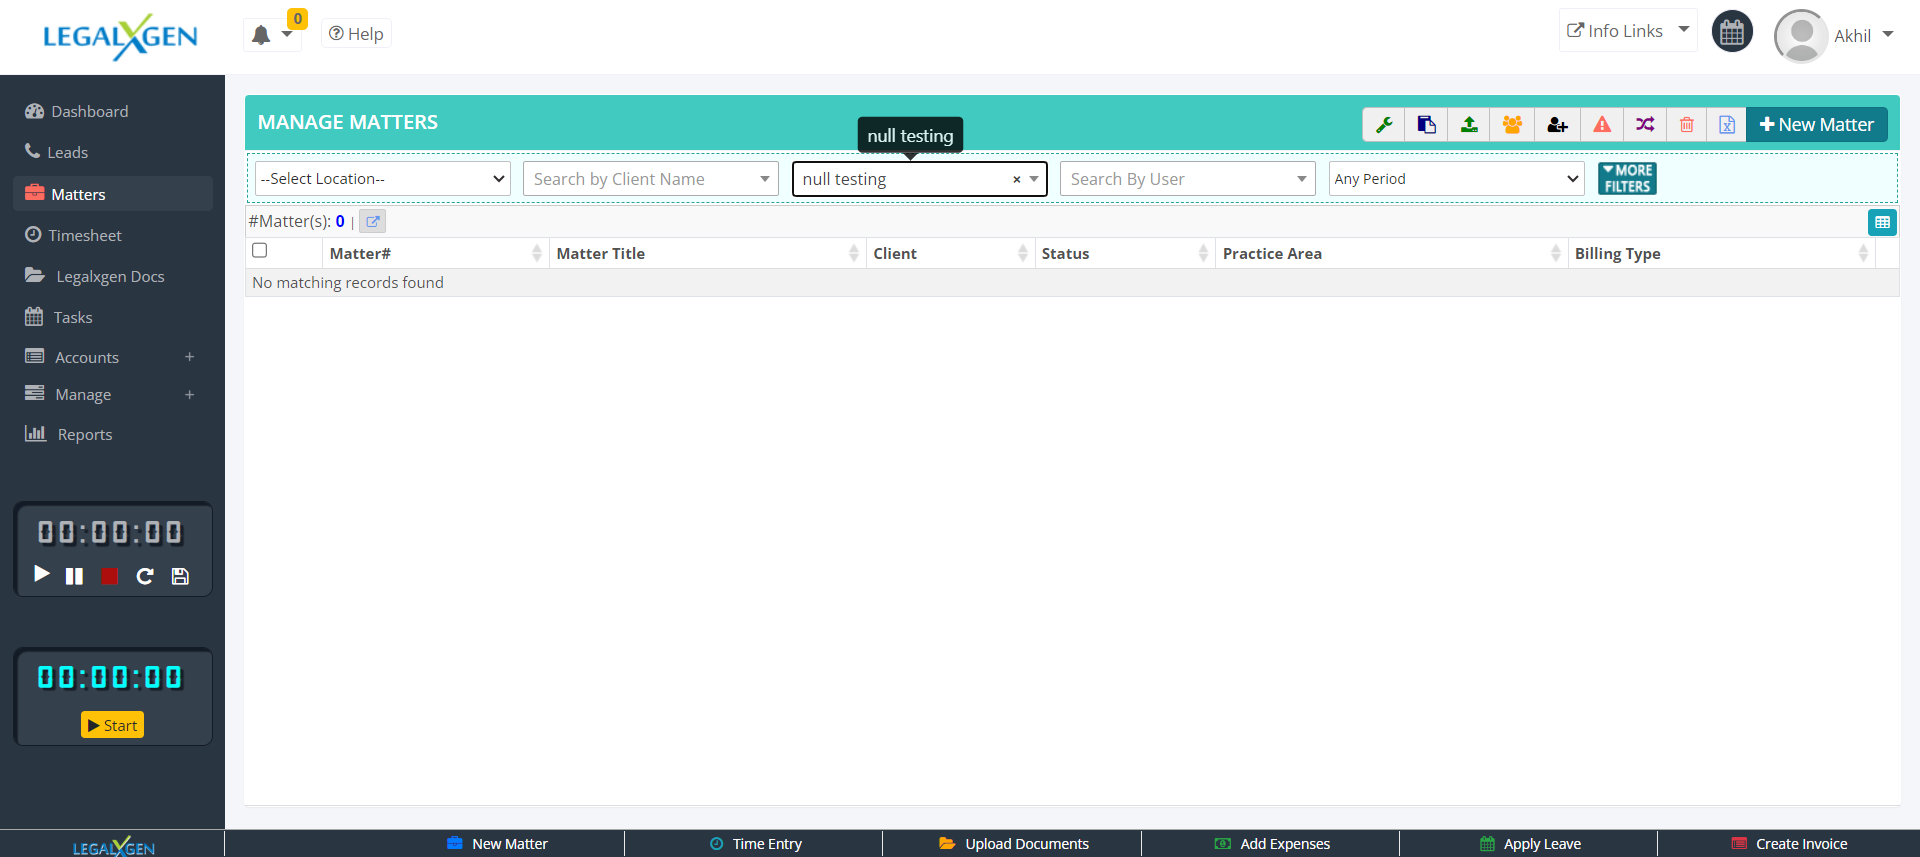 LEGALXGEN
0
Help
Info Links
Akhil
Dashboard
Leads
Matters
Timesheet
Legalxgen Docs
Tasks
Accounts +
Manage +
Reports
00:00:00
00:00:00
Start
MANAGE MATTERS
null testing
New Matter
--Select Location--
Search by Client Name
null testing ×
Search By User
Any Period
MORE
FILTERS
#Matter(s): 0 |
Matter#
Matter Title
Client
Status
Practice Area
Billing Type
No matching records found
LEGALXGEN
New Matter
Time Entry
Upload Documents
Add Expenses
Apply Leave
Create Invoice